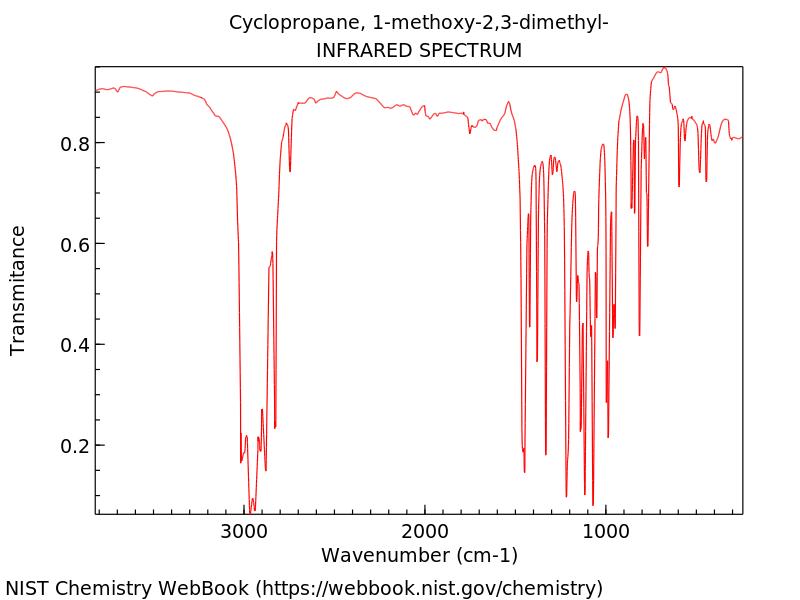 Cyclopropane, 1-methoxy-2,3-dimethyl-
INFRARED SPECTRUM
0.8
0.6
0.4
0.2
Transmitance
3000 2000 1000
Wavenumber (cm-1)
NIST Chemistry WebBook (https://webbook.nist.gov/chemistry)